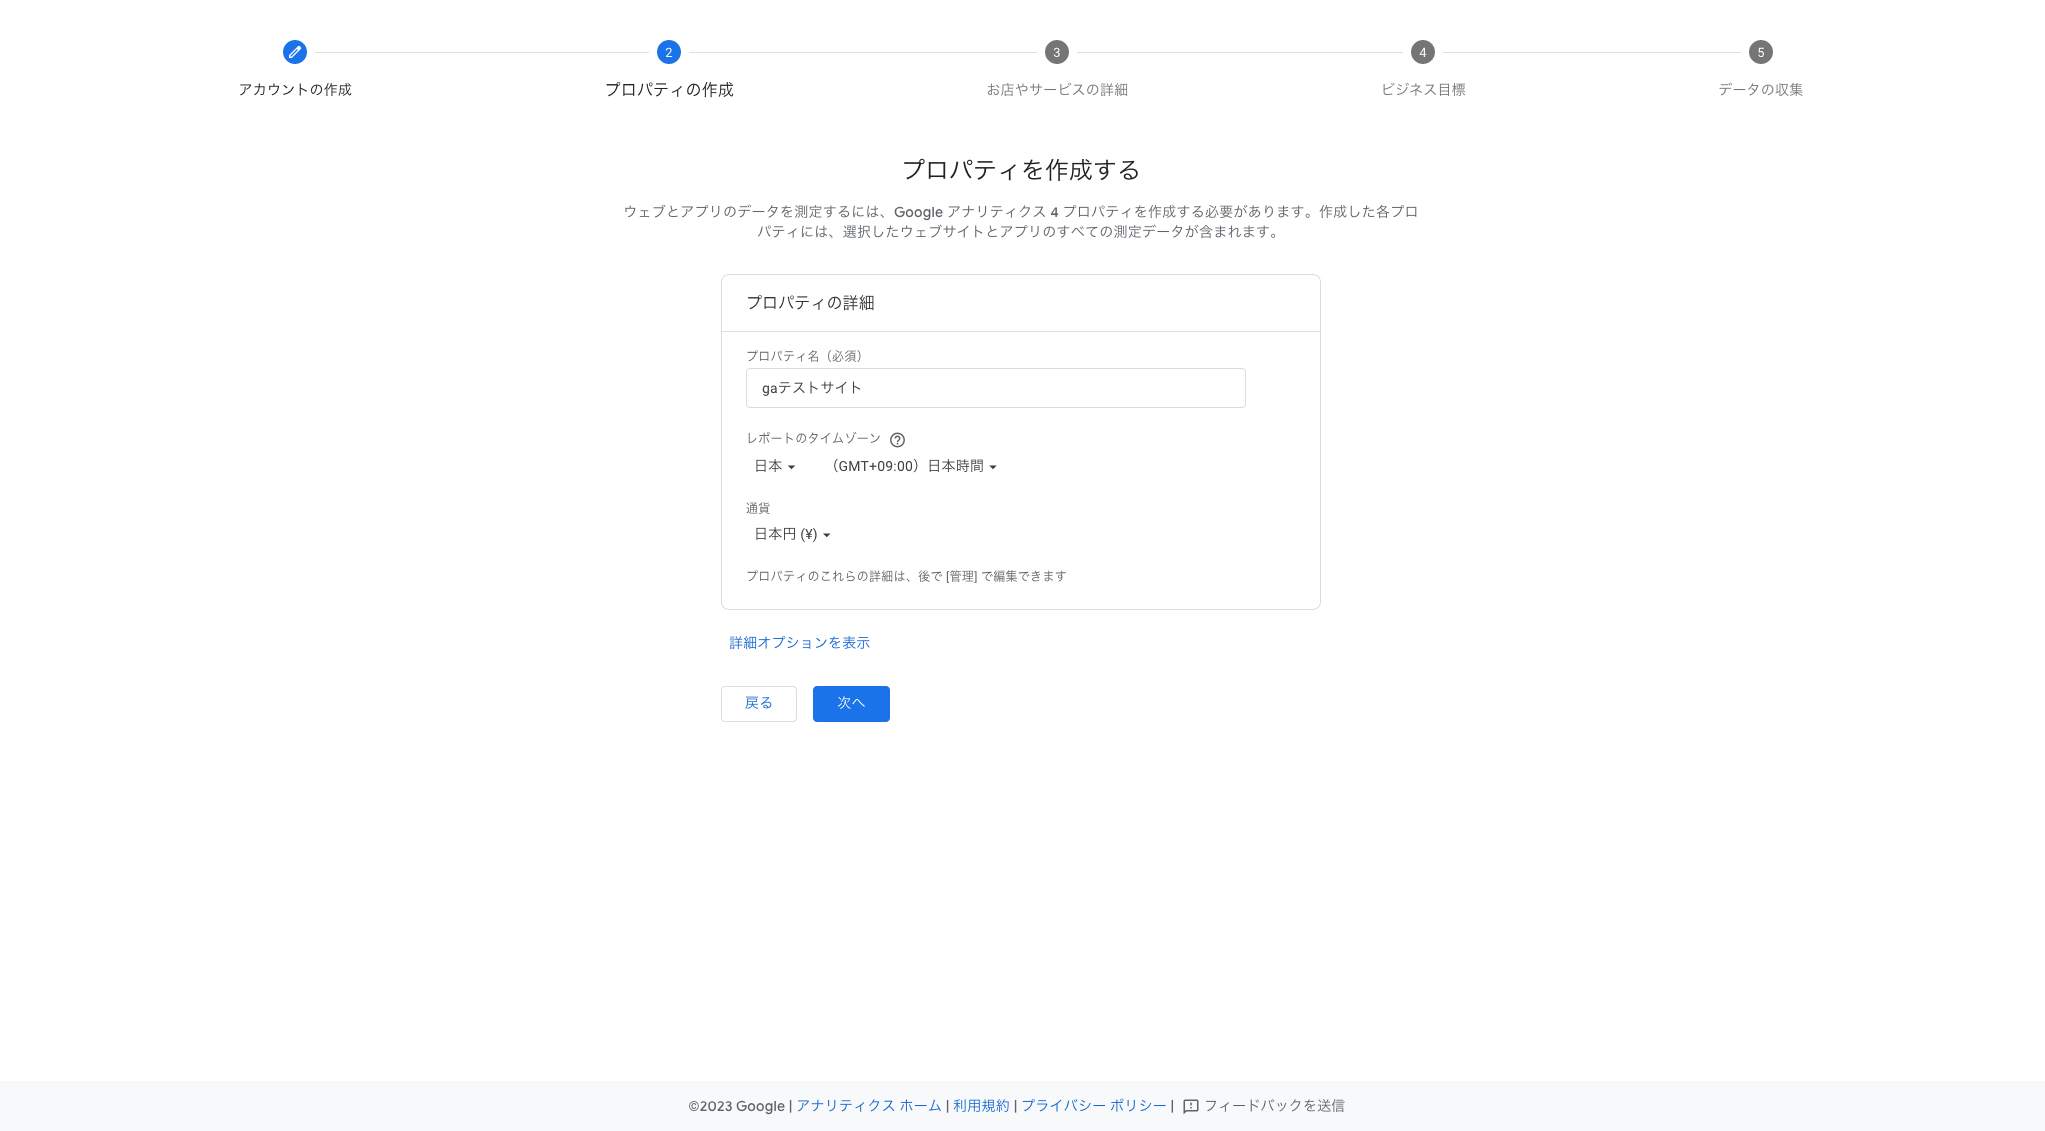 2
3
4
5
アカウントの作成
プロパティの作成
お店やサービスの詳細
ビジネス目標
データの収集
プロパティを作成する
ウェブとアプリのデータを測定するには、Google アナリティクス 4 プロパティを作成する必要があります。作成した各プロ
パティには、選択したウェブサイトとアプリのすべての測定データが含まれます。
プロパティの詳細
プロパティ名（必須）
gaテストサイト
レポートのタイムゾーン
日本 （GMT+09:00）日本時間
通貨
日本円 (¥)
プロパティのこれらの詳細は、後で [管理] で編集できます
詳細オプションを表示
戻る 次へ
©2023 Google | アナリティクス ホーム | 利用規約 | プライバシー ポリシー | フィードバックを送信